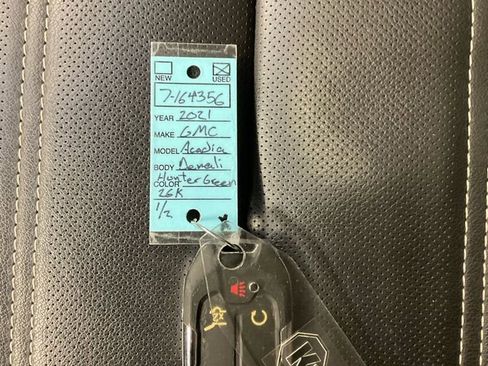 NEW USED
7-164356
YEAR 2021
MAKE GMC
MODEL Acadia
BODY Denali
COLOR Hunter Green
26K
1/2